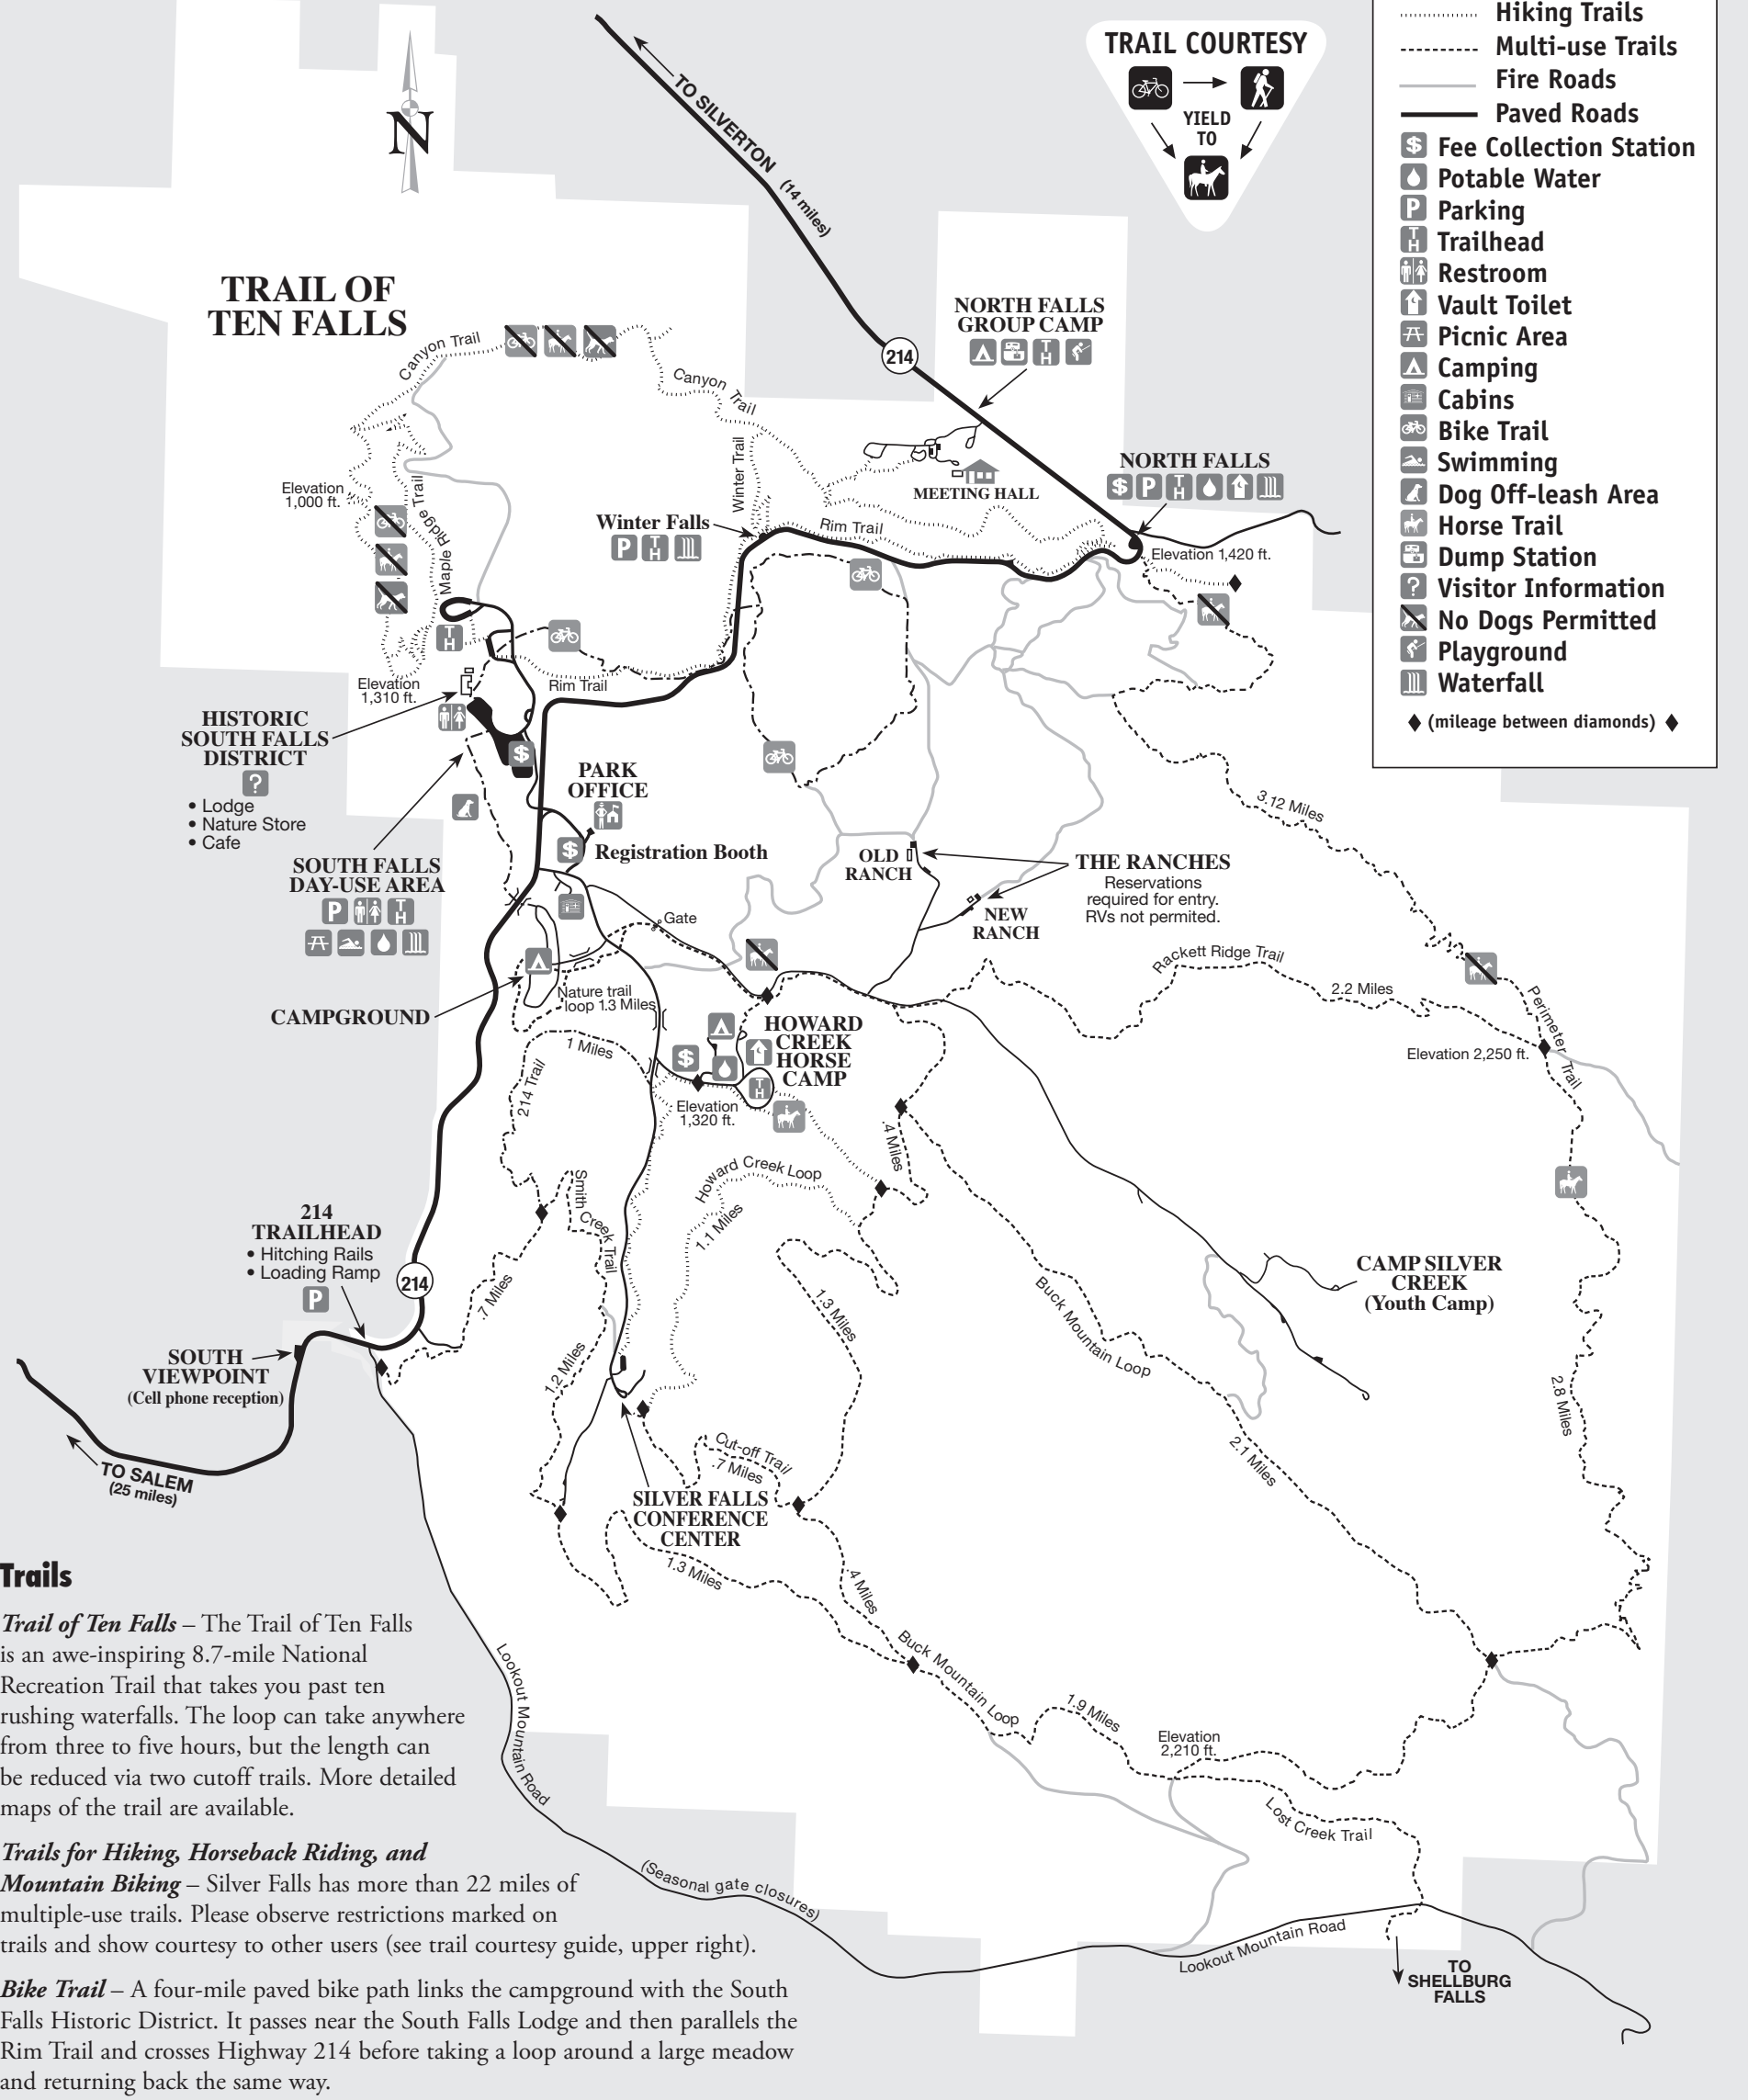 Hiking Trails
Multi-use Trails
Fire Roads
Paved Roads
$ Fee Collection Station
Potable Water
P Parking
TH Trailhead
Restroom
Vault Toilet
Picnic Area
Camping
Cabins
Bike Trail
Swimming
Dog Off-leash Area
Horse Trail
Dump Station
? Visitor Information
No Dogs Permitted
Playground
Waterfall
(mileage between diamonds)
TRAIL COURTESY
YIELD
TO
N
TO SILVERTON (14 miles)
TRAIL OF
TEN FALLS
214
NORTH FALLS
GROUP CAMP
TH
Canyon Trail
Canyon Trail
Winter Trail
MEETING HALL
NORTH FALLS
$ P TH
Elevation
1,000 ft.
Maple Ridge Trail
Winter Falls
P TH
Rim Trail
Elevation 1,420 ft.
TH
Rim Trail
Elevation
1,310 ft.
HISTORIC
SOUTH FALLS
DISTRICT
?
• Lodge
• Nature Store
• Cafe
$
PARK
OFFICE
$ Registration Booth
SOUTH FALLS
DAY-USE AREA
P TH
OLD
RANCH
THE RANCHES
Reservations
required for entry.
RVs not permited.
NEW
RANCH
3.12 Miles
Gate
CAMPGROUND
Nature trail
loop 1.3 Miles
Rackett Ridge Trail
2.2 Miles
Perimeter Trail
Elevation 2,250 ft.
1 Miles
214 Trail
$
HOWARD
CREEK
HORSE
CAMP
TH
Elevation
1,320 ft.
.4 Miles
Howard Creek Loop
1.1 Miles
Smith Creek Trail
214
TRAILHEAD
• Hitching Rails
• Loading Ramp
P
214
.7 Miles
1.3 Miles
Buck Mountain Loop
CAMP SILVER
CREEK
(Youth Camp)
SOUTH
VIEWPOINT
(Cell phone reception)
1.2 Miles
2.8 Miles
2.1 Miles
TO SALEM
(25 miles)
Cut-off Trail
.7 Miles
SILVER FALLS
CONFERENCE
CENTER
1.3 Miles
.4 Miles
Buck Mountain Loop
1.9 Miles
Elevation
2,210 ft.
Lost Creek Trail
Lookout Mountain Road
(Seasonal gate closures)
Lookout Mountain Road
TO
SHELLBURG
FALLS
Trails
Trail of Ten Falls – The Trail of Ten Falls
is an awe-inspiring 8.7-mile National
Recreation Trail that takes you past ten
rushing waterfalls. The loop can take anywhere
from three to five hours, but the length can
be reduced via two cutoff trails. More detailed
maps of the trail are available.
Trails for Hiking, Horseback Riding, and
Mountain Biking – Silver Falls has more than 22 miles of
multiple-use trails. Please observe restrictions marked on
trails and show courtesy to other users (see trail courtesy guide, upper right).
Bike Trail – A four-mile paved bike path links the campground with the South
Falls Historic District. It passes near the South Falls Lodge and then parallels the
Rim Trail and crosses Highway 214 before taking a loop around a large meadow
and returning back the same way.